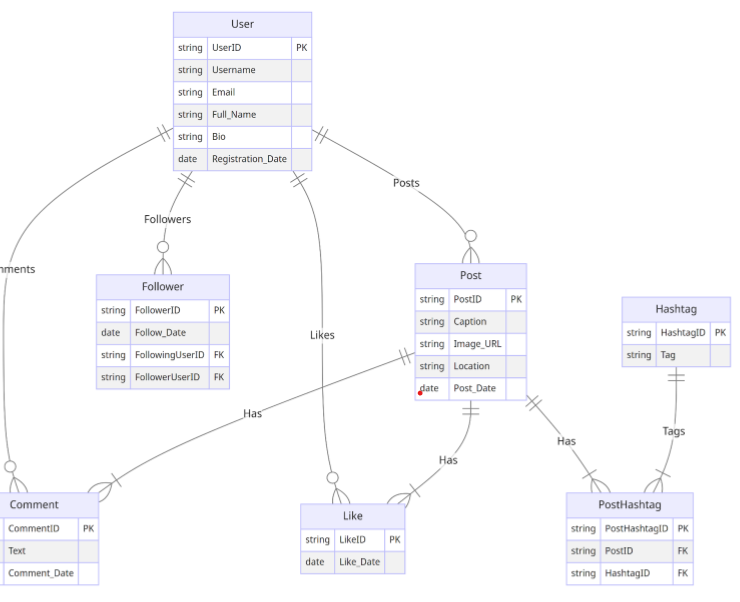 User
string UserID PK
string Username
string Email
string Full_Name
string Bio
date Registration_Date
Posts
Followers
nments
Follower
string FollowerID PK
date Follow_Date
string FollowingUserID FK
string FollowerUserID FK
Likes
Post
string PostID PK
string Caption
string Image_URL
string Location
date Post_Date
Hashtag
string HashtagID PK
string Tag
Has
Has
Has
Tags
Comment
CommentID PK
Text
Comment_Date
Like
string LikeID PK
date Like_Date
PostHashtag
string PostHashtagID PK
string PostID FK
string HashtagID FK